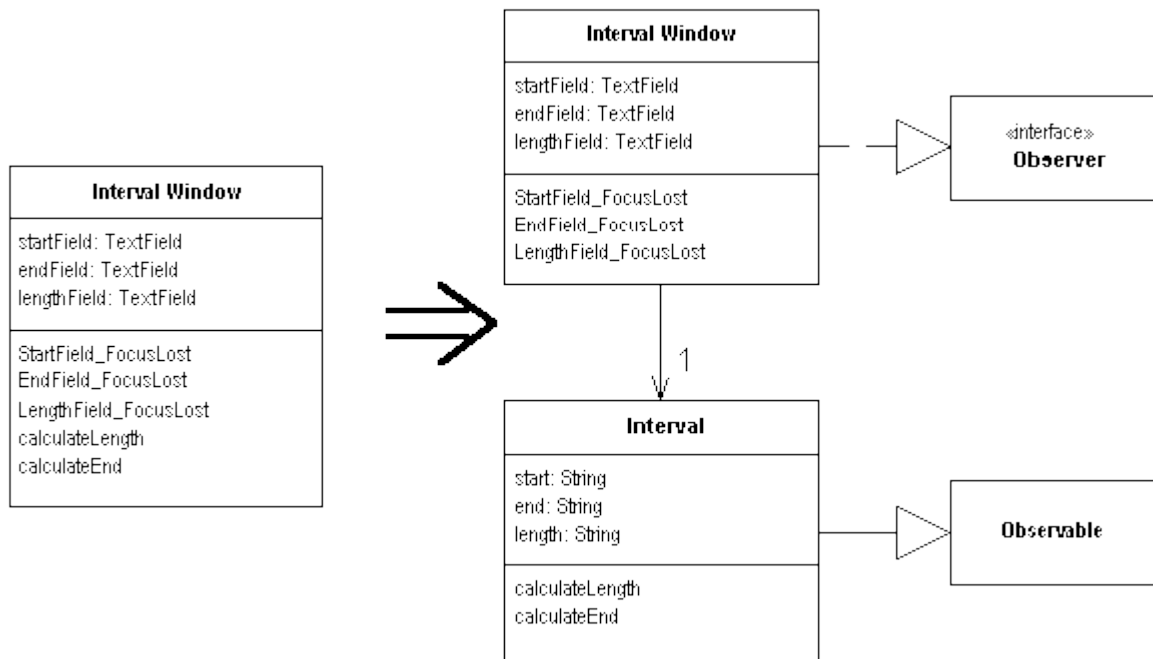 Interval Window
startField: TextField
endField: TextField
lengthField: TextField
StartField_FocusLost
EndField_FocusLost
LengthField_FocusLost
calculateLength
calculateEnd
Interval Window
startField: TextField
endField: TextField
lengthField: TextField
StartField_FocusLost
EndField_FocusLost
LengthField_FocusLost
«interface»
Observer
1
Interval
start: String
end: String
length: String
calculateLength
calculateEnd
Observable